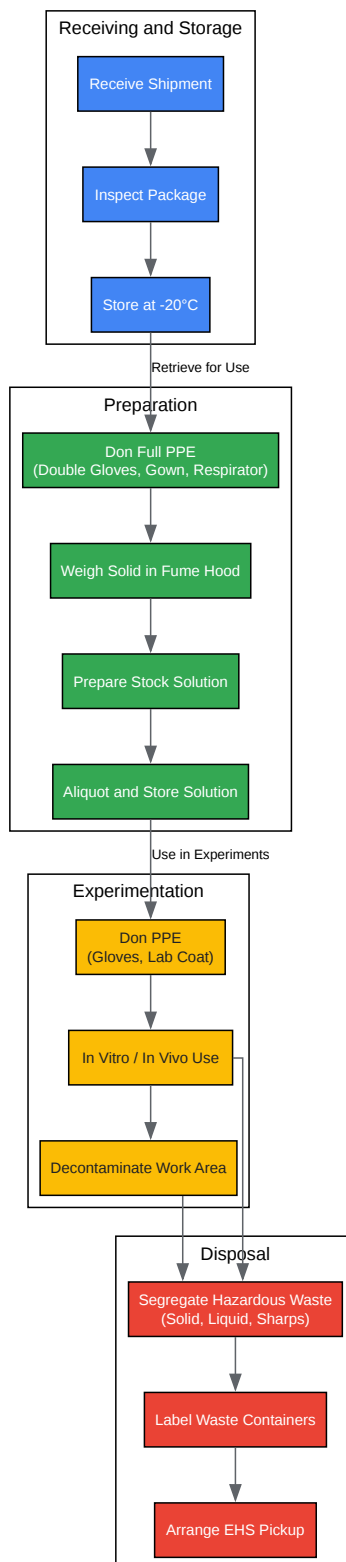 Receiving and Storage
Receive Shipment
Inspect Package
Store at -20°C
Retrieve for Use
Preparation
Don Full PPE
(Double Gloves, Gown, Respirator)
Weigh Solid in Fume Hood
Prepare Stock Solution
Aliquot and Store Solution
Use in Experiments
Experimentation
Don PPE
(Gloves, Lab Coat)
In Vitro / In Vivo Use
Decontaminate Work Area
Disposal
Segregate Hazardous Waste
(Solid, Liquid, Sharps)
Label Waste Containers
Arrange EHS Pickup